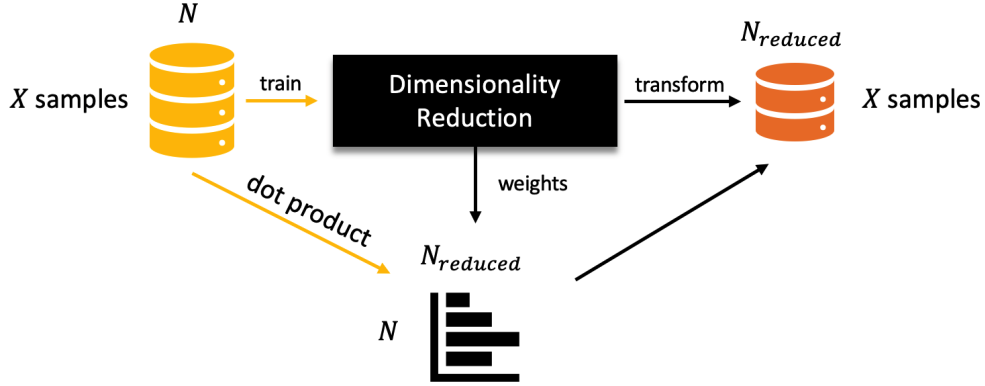 N
N_reduced
X samples
train
Dimensionality
Reduction
transform
X samples
dot product
weights
N_reduced
N